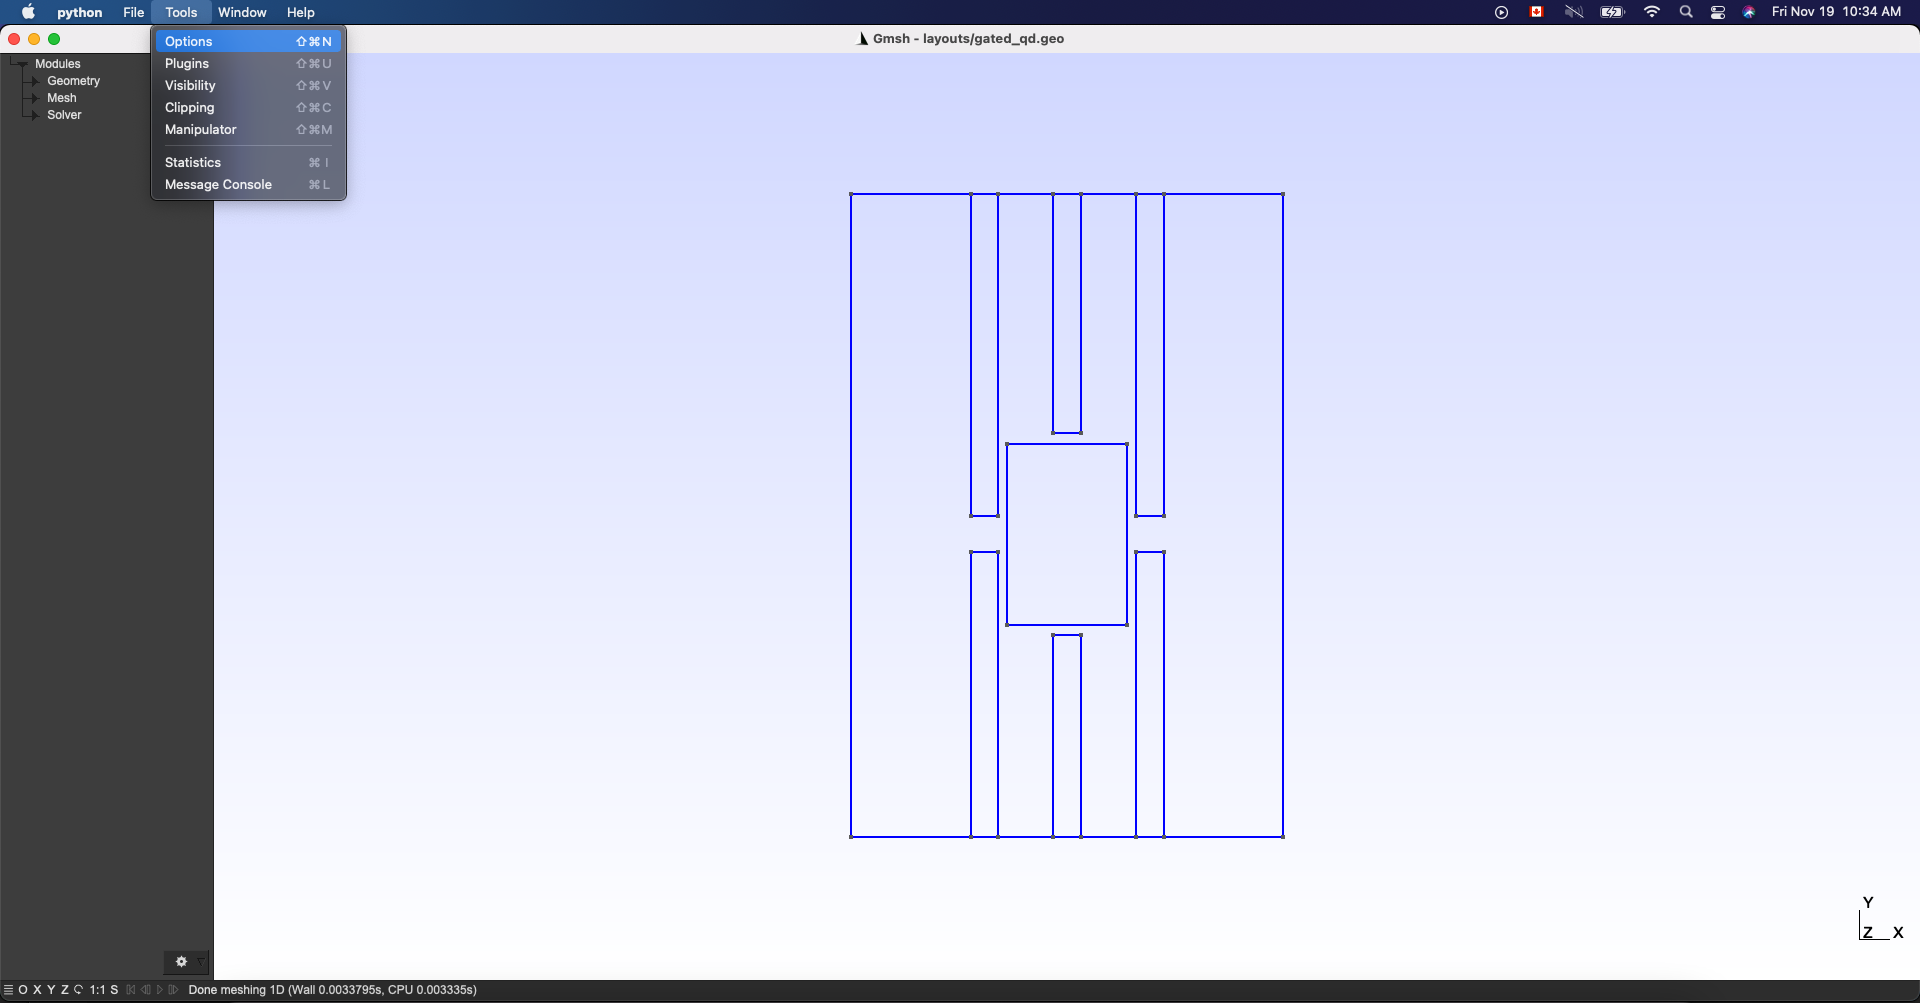 python File Tools Window Help Fri Nov 19 10:34 AM
Gmsh - layouts/gated_qd.geo
Options ⇧⌘N
Plugins ⇧⌘U
Visibility ⇧⌘V
Clipping ⇧⌘C
Manipulator ⇧⌘M
Statistics ⌘I
Message Console ⌘L
Modules
Geometry
Mesh
Solver
Y
Z X
O X Y Z 1:1 S Done meshing 1D (Wall 0.0033795s, CPU 0.003335s)